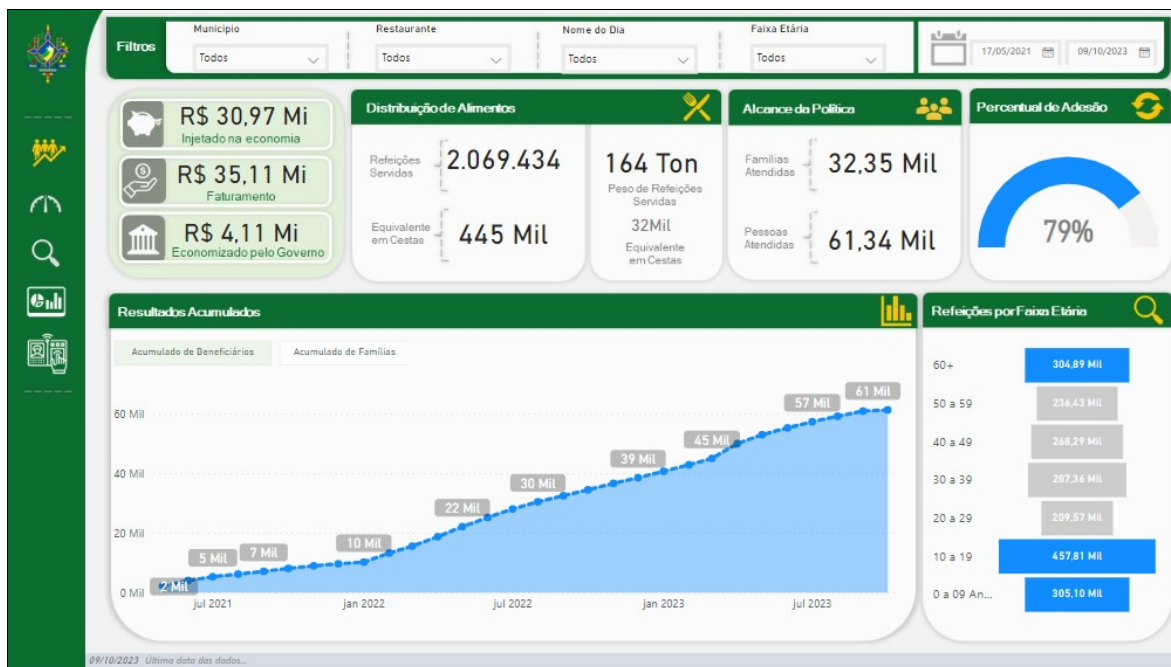 Filtros
Municipio
Todos
Restaurante
Todos
Nome do Dia
Todos
Faixa Etária
Todos
17/05/2021
09/10/2023
R$ 30,97 Mi
Injetado na economia
R$ 35,11 Mi
Faturamento
R$ 4,11 Mi
Economizado pelo Governo
Distribuição de Alimentos
Refeições
Servidas
2.069.434
Equivalente
em Cestas
445 Mil
164 Ton
Peso de Refeições
Servidas
32Mil
Equivalente
em Cestas
Alcance da Política
Famílias
Atendidas
32,35 Mil
Pessoas
Atendidas
61,34 Mil
Percentual de Adesão
79%
Resultados Acumulados
Acumulado de Beneficiários
Acumulado de Famílias
60 Mil
40 Mil
20 Mil
0 Mil
2 Mil
5 Mil
7 Mil
10 Mil
22 Mil
30 Mil
39 Mil
45 Mil
57 Mil
61 Mil
jul 2021
jan 2022
jul 2022
jan 2023
jul 2023
Refeições por Faixa Etária
60+
304,89 Mil
50 a 59
236,43 Mil
40 a 49
268,29 Mil
30 a 39
287,36 Mil
20 a 29
209,57 Mil
10 a 19
457,81 Mil
0 a 09 An...
305,10 Mil
09/10/2023 Última data dos dados...